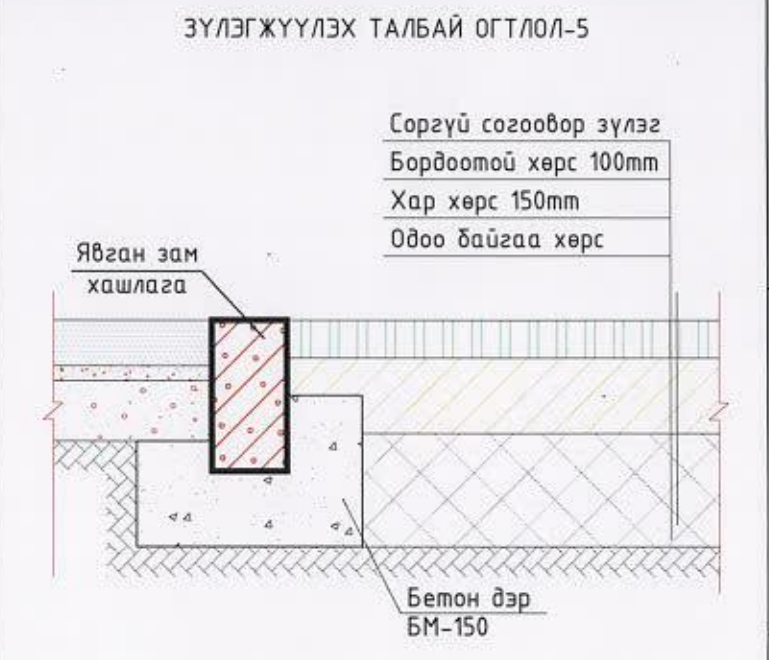 ЗҮЛЭГЖҮҮЛЭХ ТАЛБАЙ ОГТЛОЛ-5
Соргүй согоовор зүлэг
Бордоотой хөрс 100mm
Хар хөрс 150mm
Одоо байгаа хөрс
Явган зам
хашлага
Бетон дэр
БМ-150